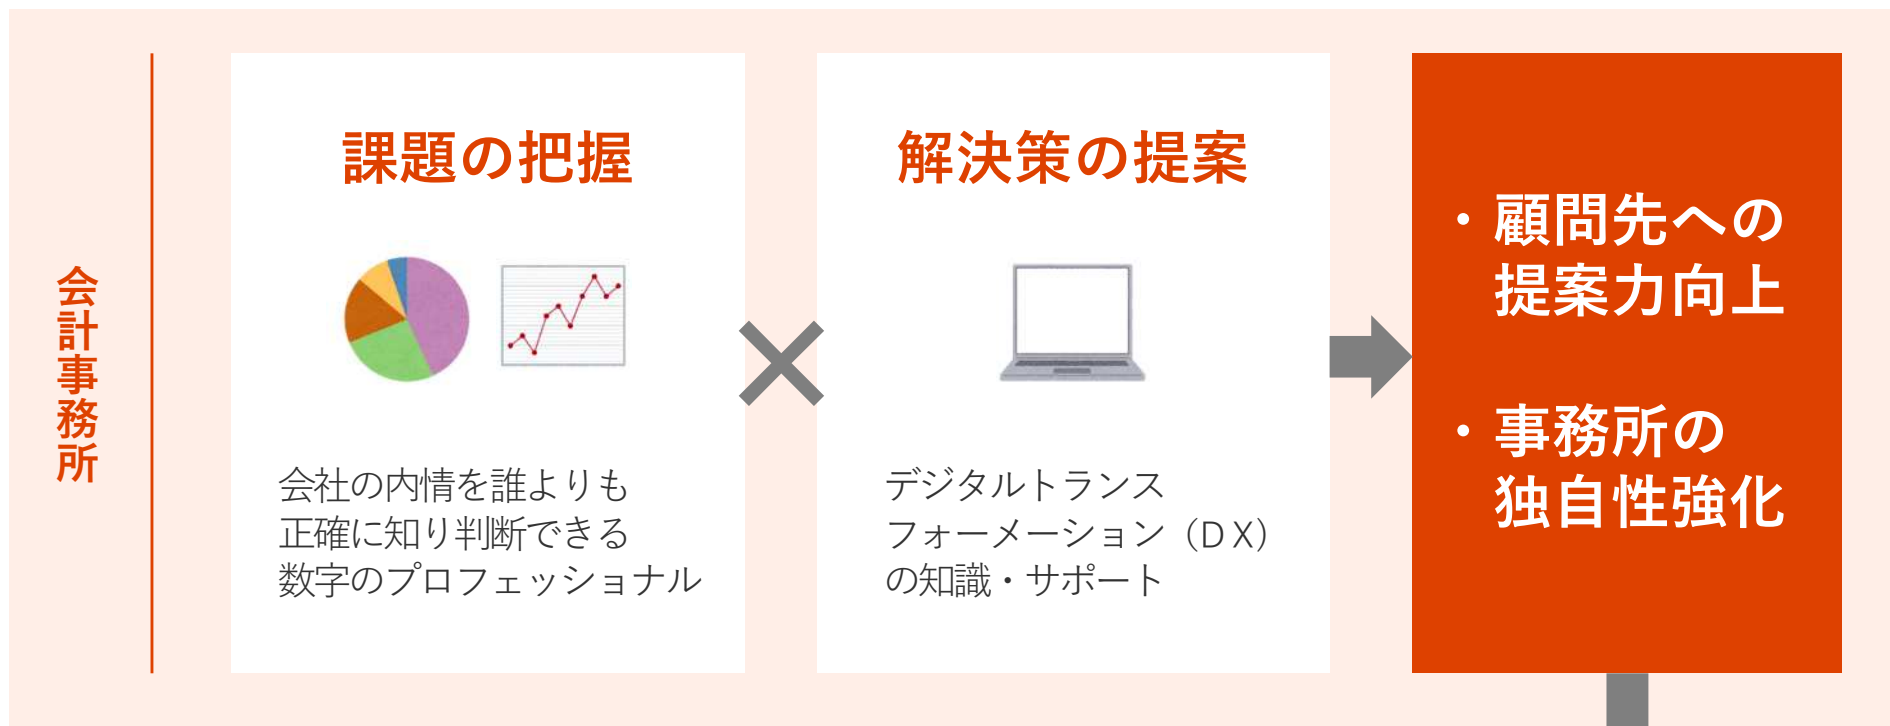 会計事務所
課題の把握
会社の内情を誰よりも
正確に知り判断できる
数字のプロフェッショナル
解決策の提案
デジタルトランス
フォーメーション（ＤＸ）
の知識・サポート
・顧問先への
提案力向上
・事務所の
独自性強化